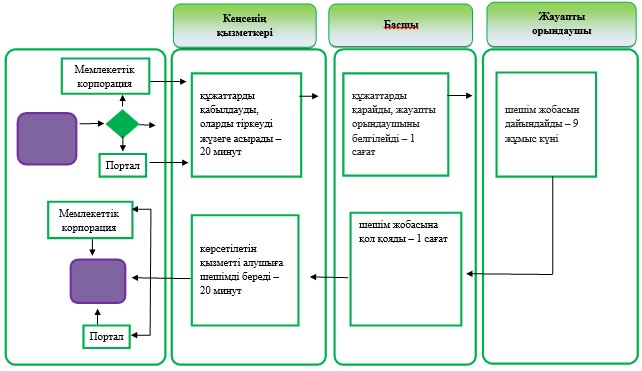 Кеңсенің
қызметкері
Басшы
Жауапты
орындаушы
Мемлекеттік
корпорация
Портал
құжаттарды
қабылдауды,
оларды тіркеуді
жүзеге асырады –
20 минут
құжаттарды
қарайды, жауапты
орындаушыны
белгілейді – 1
сағат
шешім жобасын
дайындайды – 9
жұмыс күні
Мемлекеттік
корпорация
Портал
көрсетілетін
қызметті алушыға
шешімді береді –
20 минут
шешім жобасына
қол қояды – 1 сағат